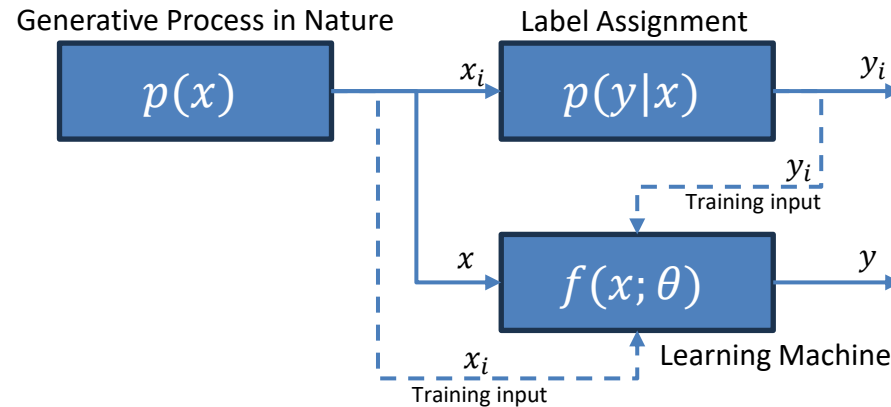 Generative Process in Nature
Label Assignment
p(x)
x_i
p(y|x)
y_i
y_i
Training input
x
f(x; θ)
y
x_i
Learning Machine
Training input